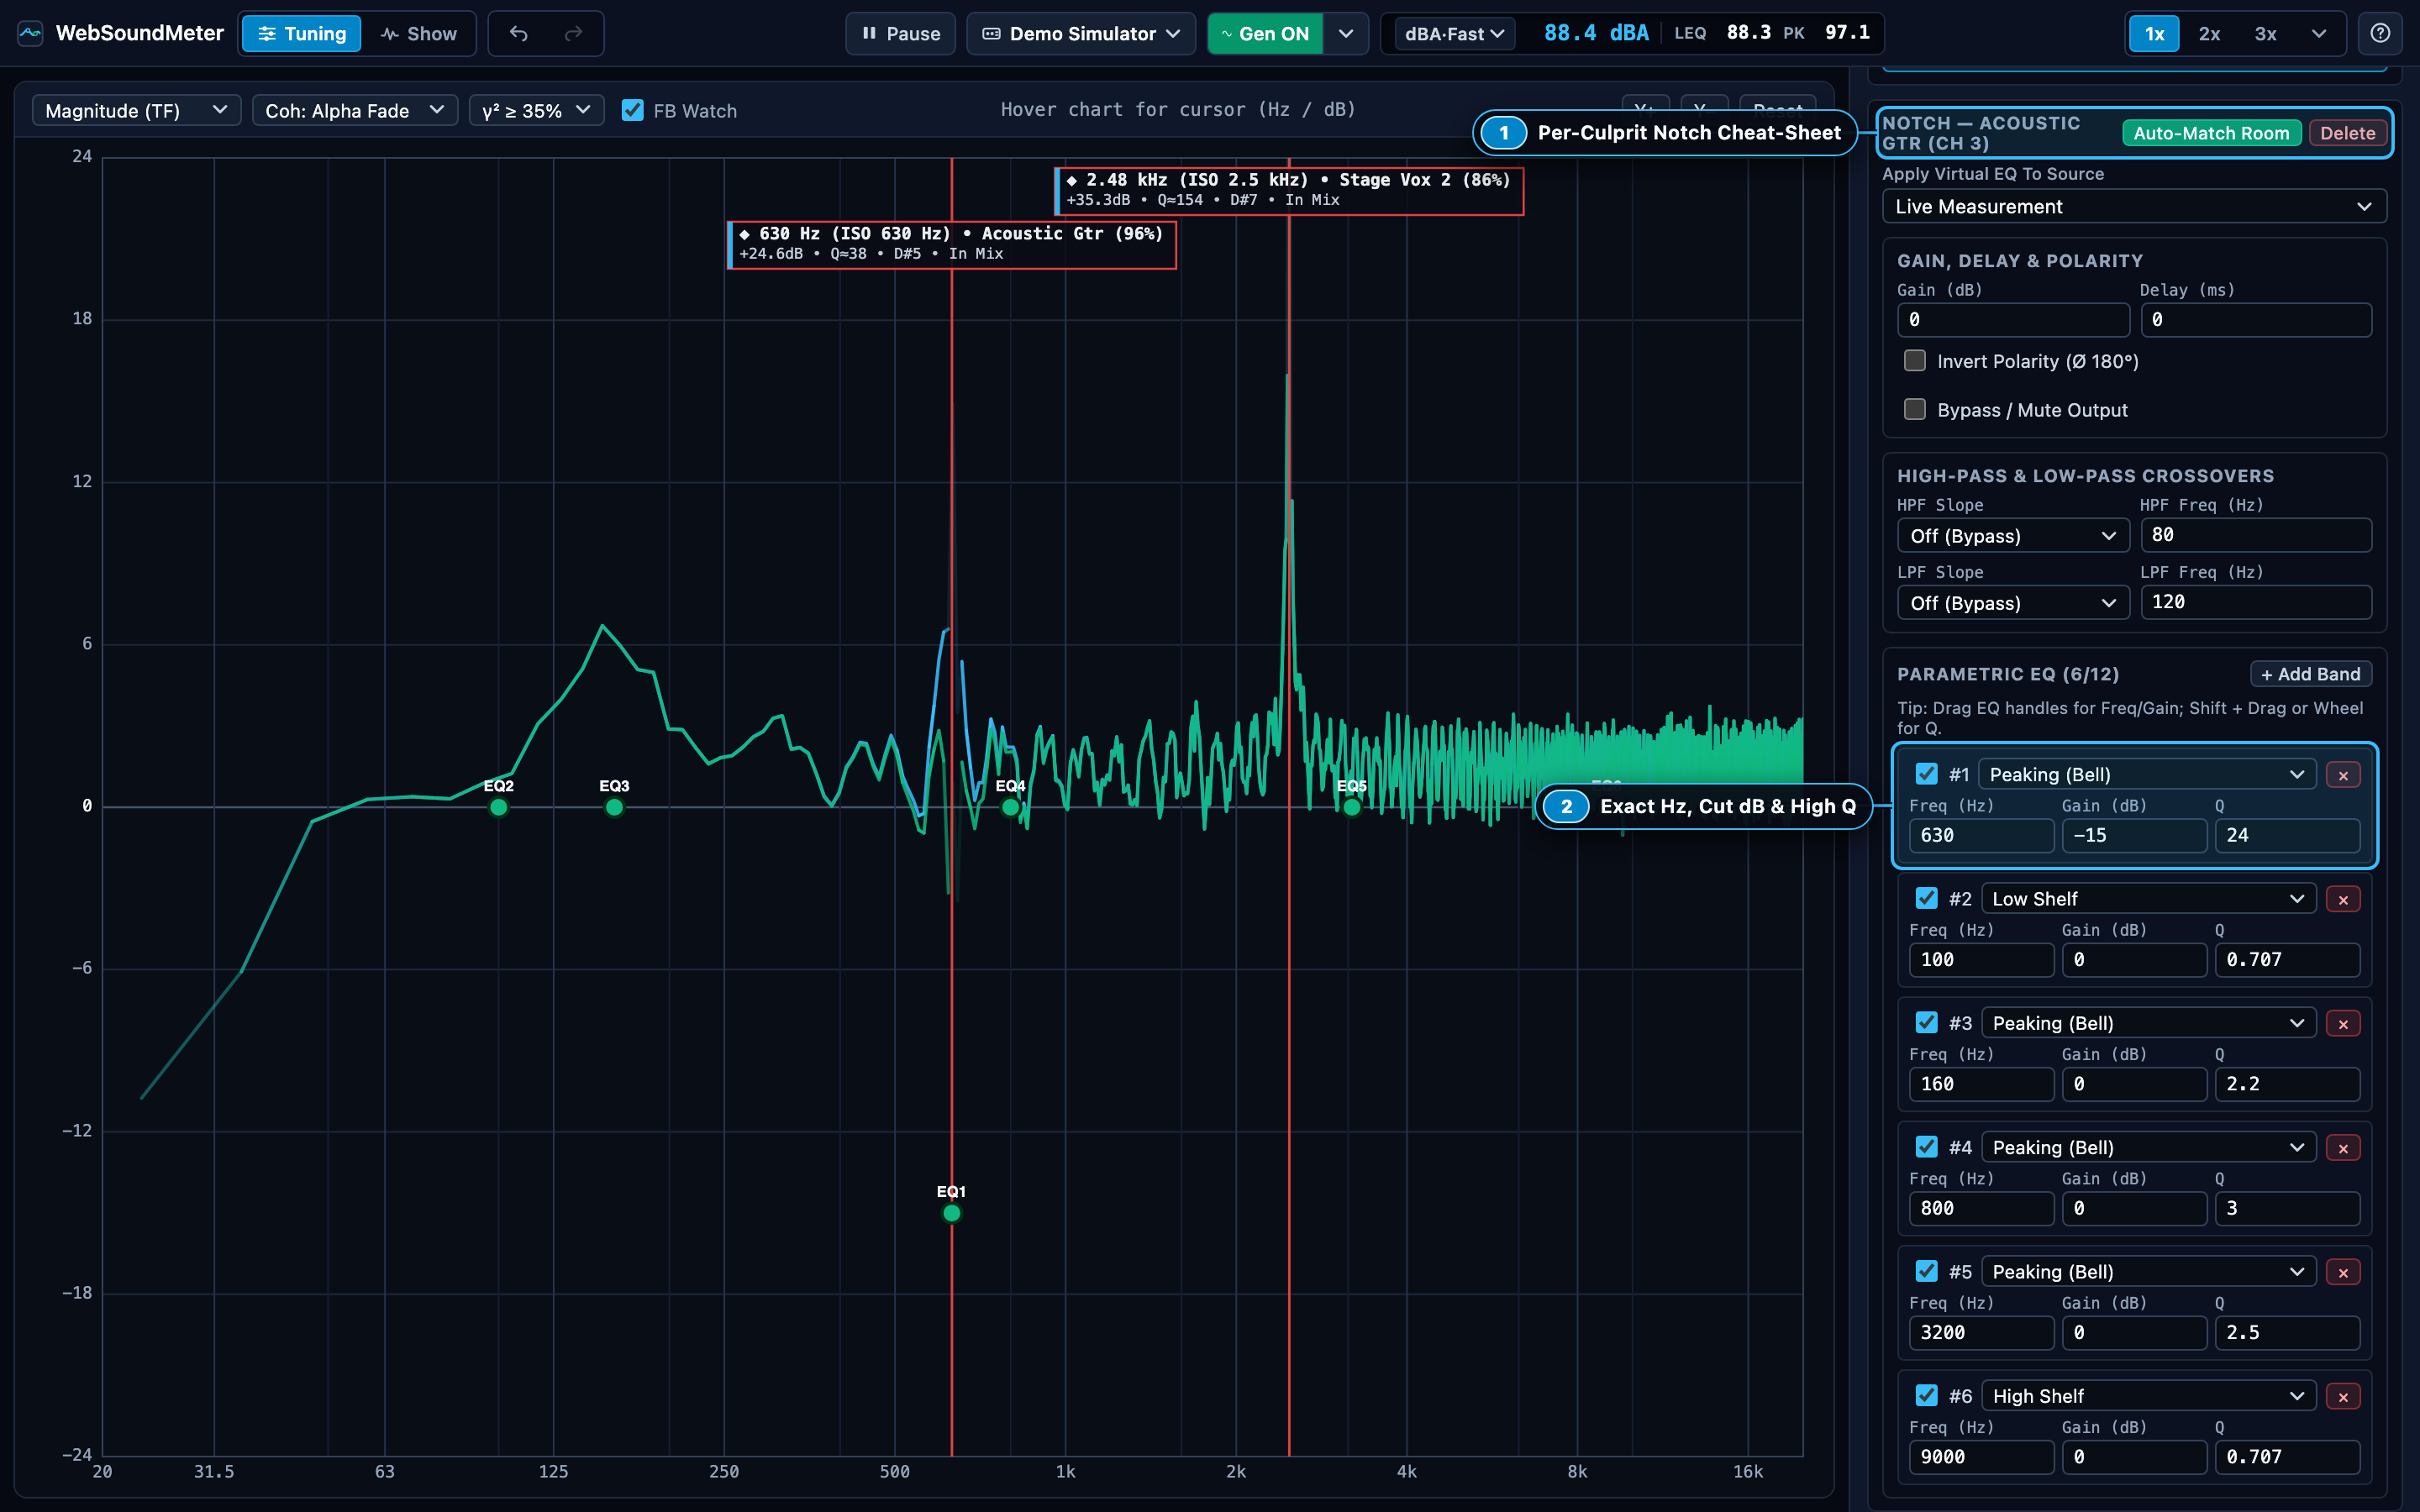 WebSoundMeter
Tuning
Show
Pause
Demo Simulator
~ Gen ON
dBA·Fast
88.4 dBA
LEQ 88.3 PK 97.1
1x
2x
3x
Magnitude (TF)
Coh: Alpha Fade
γ² ≥ 35%
FB Watch
Hover chart for cursor (Hz / dB)
Reset
1 Per-Culprit Notch Cheat-Sheet
◆ 2.48 kHz (ISO 2.5 kHz) • Stage Vox 2 (86%)
+35.3dB • Q≈154 • D#7 • In Mix
◆ 630 Hz (ISO 630 Hz) • Acoustic Gtr (96%)
+24.6dB • Q≈38 • D#5 • In Mix
24
18
12
6
0
−6
−12
−18
−24
20
31.5
63
125
250
500
1k
2k
4k
8k
16k
EQ2
EQ3
EQ4
EQ5
EQ1
2 Exact Hz, Cut dB & High Q
NOTCH — ACOUSTIC
GTR (CH 3)
Auto-Match Room
Delete
Apply Virtual EQ To Source
Live Measurement
GAIN, DELAY & POLARITY
Gain (dB)
Delay (ms)
0
0
Invert Polarity (Ø 180°)
Bypass / Mute Output
HIGH-PASS & LOW-PASS CROSSOVERS
HPF Slope
HPF Freq (Hz)
Off (Bypass)
80
LPF Slope
LPF Freq (Hz)
Off (Bypass)
120
PARAMETRIC EQ (6/12)
+ Add Band
Tip: Drag EQ handles for Freq/Gain; Shift + Drag or Wheel
for Q.
#1 Peaking (Bell) ×
Freq (Hz) Gain (dB) Q
630 −15 24
#2 Low Shelf ×
Freq (Hz) Gain (dB) Q
100 0 0.707
#3 Peaking (Bell) ×
Freq (Hz) Gain (dB) Q
160 0 2.2
#4 Peaking (Bell) ×
Freq (Hz) Gain (dB) Q
800 0 3
#5 Peaking (Bell) ×
Freq (Hz) Gain (dB) Q
3200 0 2.5
#6 High Shelf ×
Freq (Hz) Gain (dB) Q
9000 0 0.707